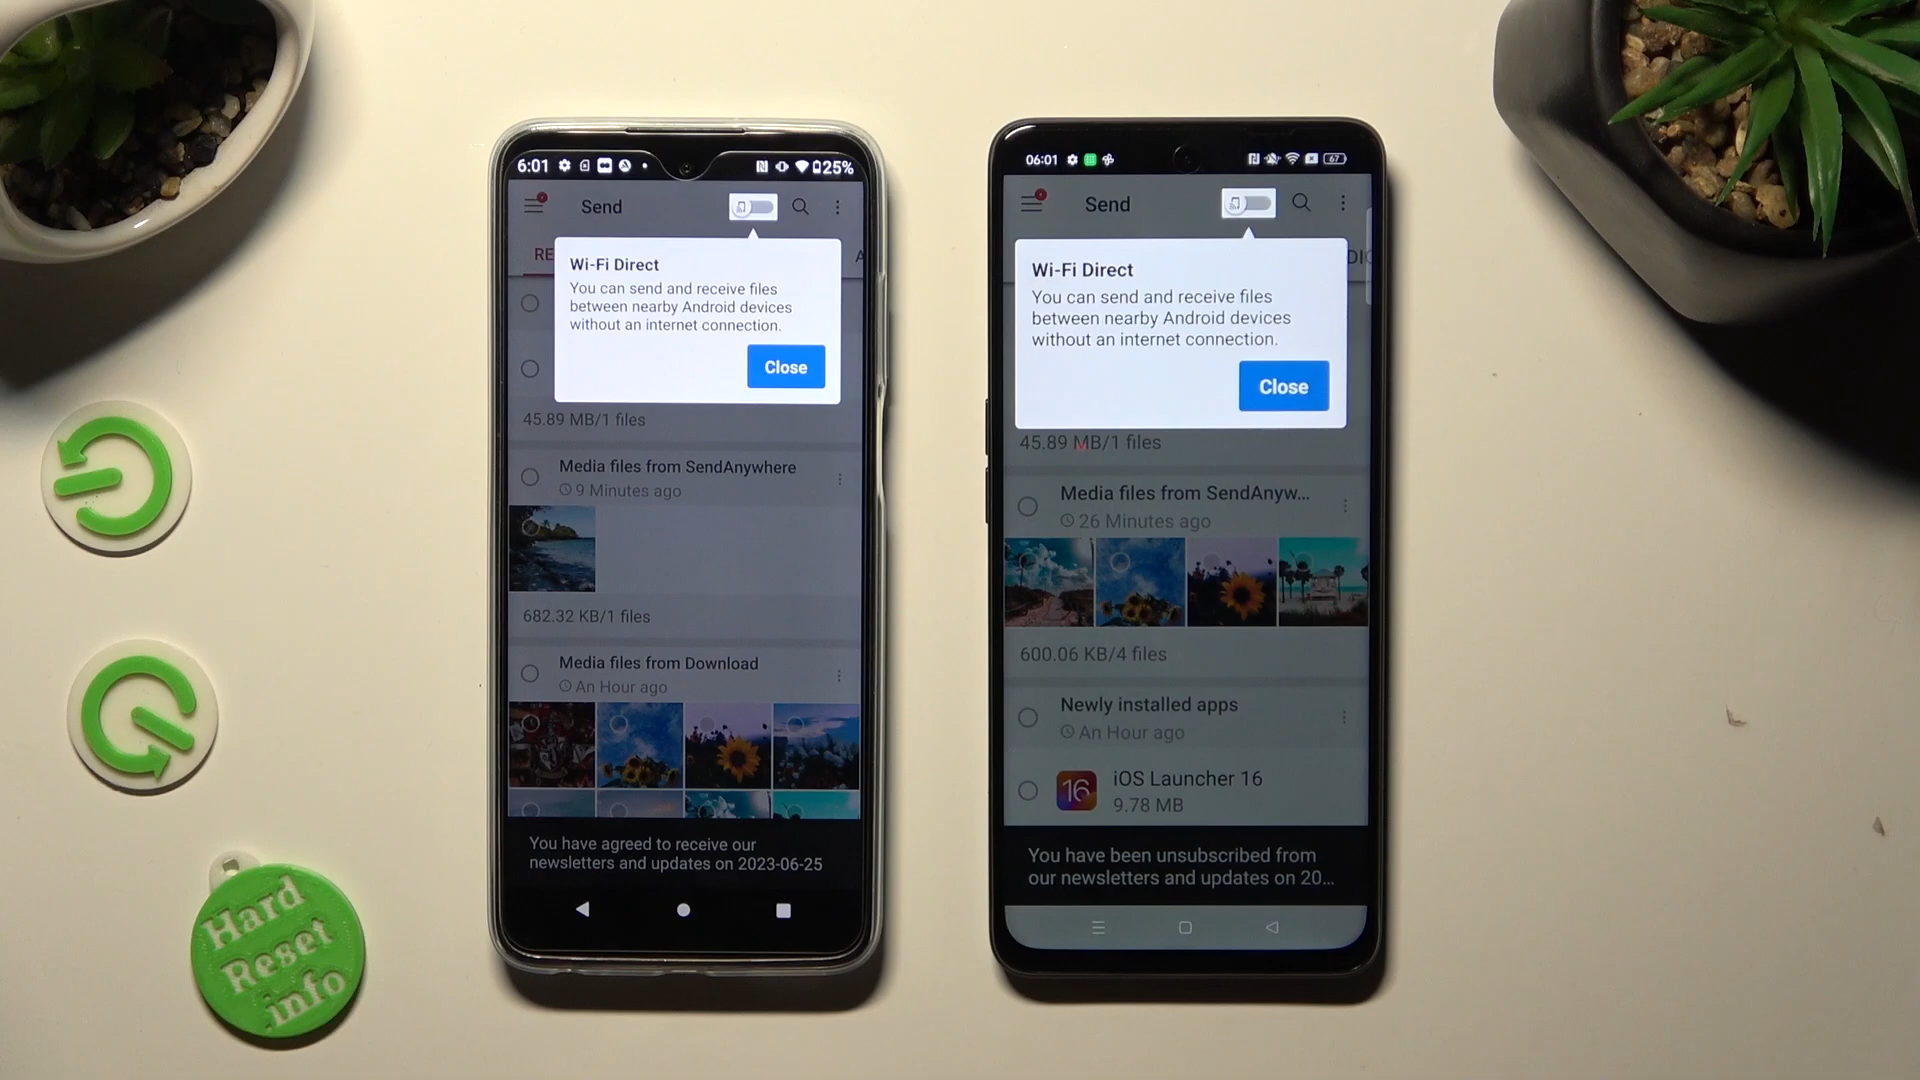 6:01
25%
Send
RE
A
Wi-Fi Direct
You can send and receive files
between nearby Android devices
without an internet connection.
Close
45.89 MB/1 files
Media files from SendAnywhere
9 Minutes ago
682.32 KB/1 files
Media files from Download
An Hour ago
You have agreed to receive our
newsletters and updates on 2023-06-25
06:01
67
Send
DIO
Wi-Fi Direct
You can send and receive files
between nearby Android devices
without an internet connection.
Close
45.89 MB/1 files
Media files from SendAnyw...
26 Minutes ago
600.06 KB/4 files
Newly installed apps
An Hour ago
16
iOS Launcher 16
9.78 MB
You have been unsubscribed from
our newsletters and updates on 20...
Hard
Reset
.info